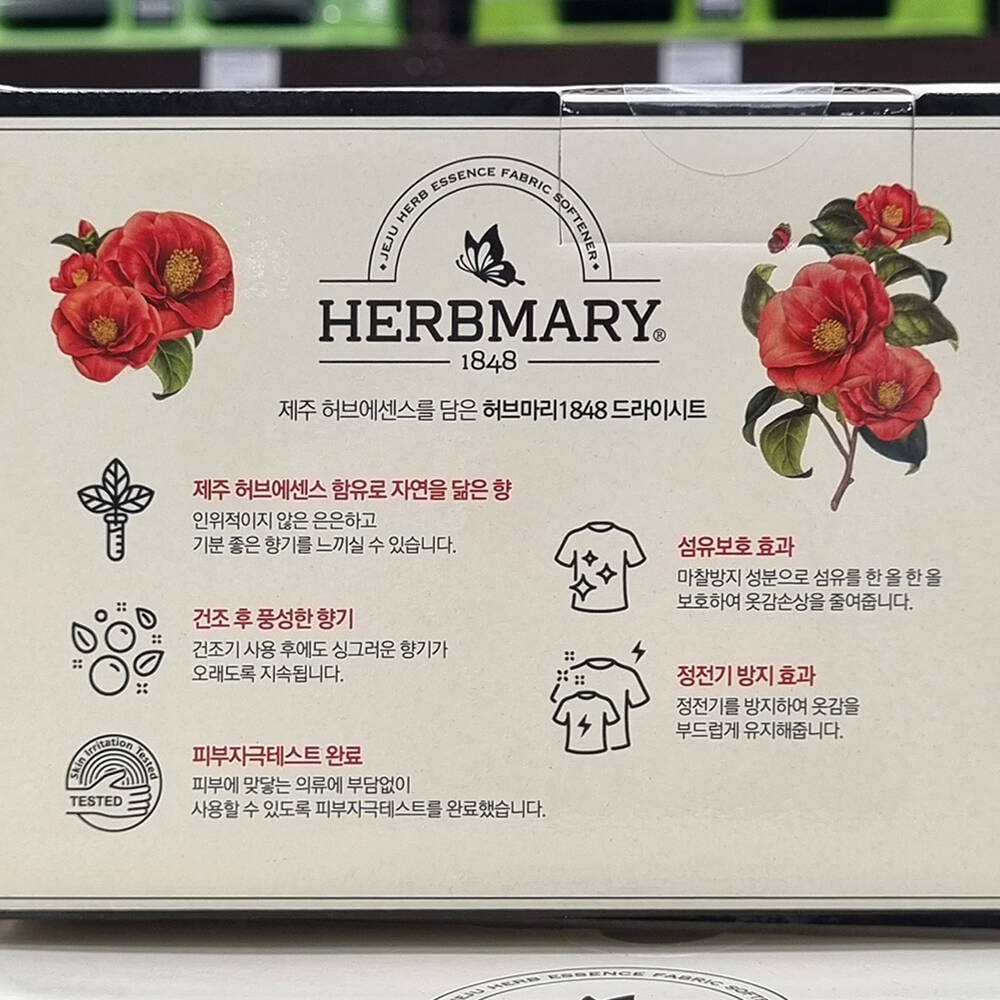 JEJU HERB ESSENCE FABRIC SOFTENER
HERBMARY®
1848
제주 허브에센스를 담은 허브마리1848 드라이시트
제주 허브에센스 함유로 자연을 닮은 향
인위적이지 않은 은은하고
기분 좋은 향기를 느끼실 수 있습니다.
건조 후 풍성한 향기
건조기 사용 후에도 싱그러운 향기가
오래도록 지속됩니다.
Skin Irritation Tested
TESTED
피부자극테스트 완료
피부에 맞닿는 의류에 부담없이
사용할 수 있도록 피부자극테스트를 완료했습니다.
섬유보호 효과
마찰방지 성분으로 섬유를 한 올 한 올
보호하여 옷감손상을 줄여줍니다.
정전기 방지 효과
정전기를 방지하여 옷감을
부드럽게 유지해줍니다.
JEJU HERB ESSENCE FABRIC